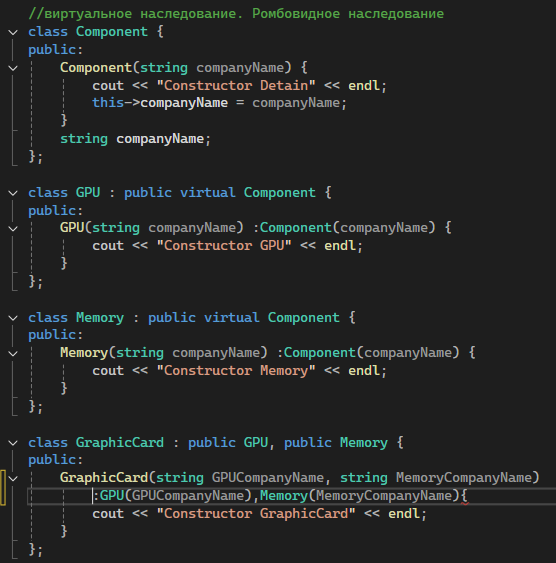 //виртуальное наследование. Ромбовидное наследование
class Component {
public:
    Component(string companyName) {
        cout << "Constructor Detain" << endl;
        this->companyName = companyName;
    }
    string companyName;
};

class GPU : public virtual Component {
public:
    GPU(string companyName) :Component(companyName) {
        cout << "Constructor GPU" << endl;
    }
};

class Memory : public virtual Component {
public:
    Memory(string companyName) :Component(companyName) {
        cout << "Constructor Memory" << endl;
    }
};

class GraphicCard : public GPU, public Memory {
public:
    GraphicCard(string GPUCompanyName, string MemoryCompanyName)
        :GPU(GPUCompanyName),Memory(MemoryCompanyName){
        cout << "Constructor GraphicCard" << endl;
    }
};